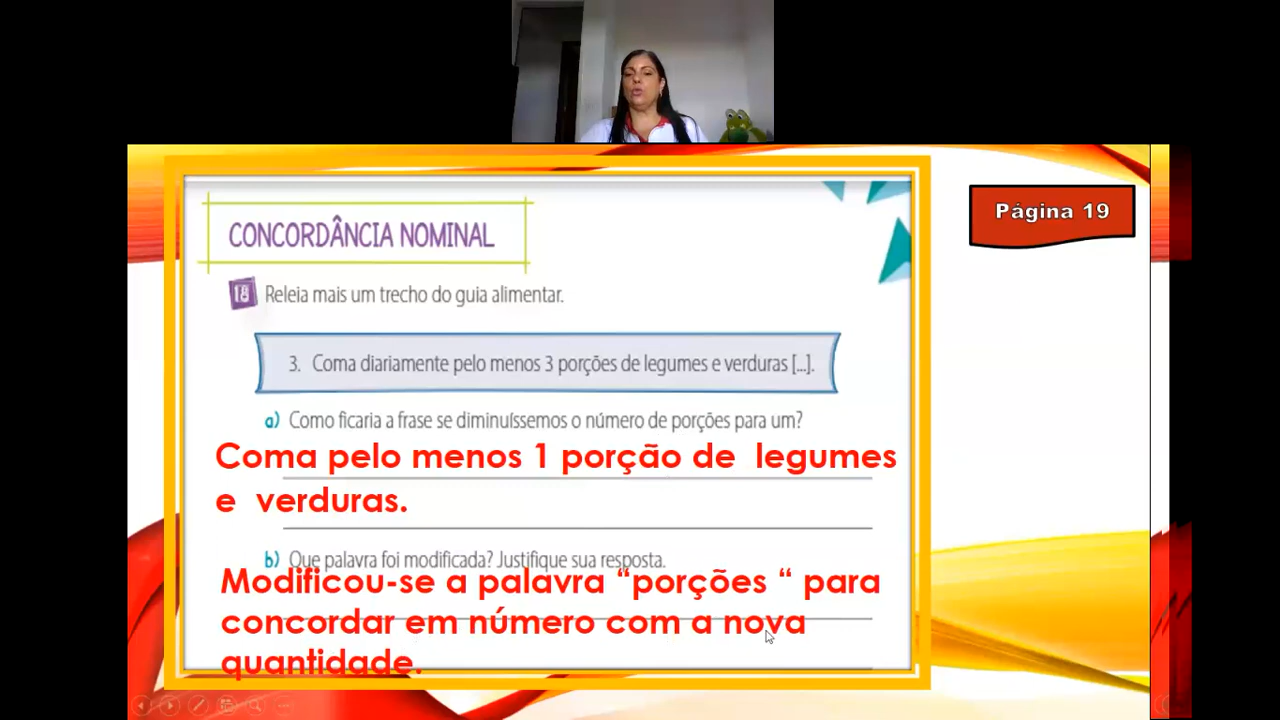 CONCORDÂNCIA NOMINAL
Página 19
18 Releia mais um trecho do guia alimentar.
3. Coma diariamente pelo menos 3 porções de legumes e verduras [...].
a) Como ficaria a frase se diminuíssemos o número de porções para um?
Coma pelo menos 1 porção de legumes
e verduras.
b) Que palavra foi modificada? Justifique sua resposta.
Modificou-se a palavra “porções “ para
concordar em número com a nova
quantidade.